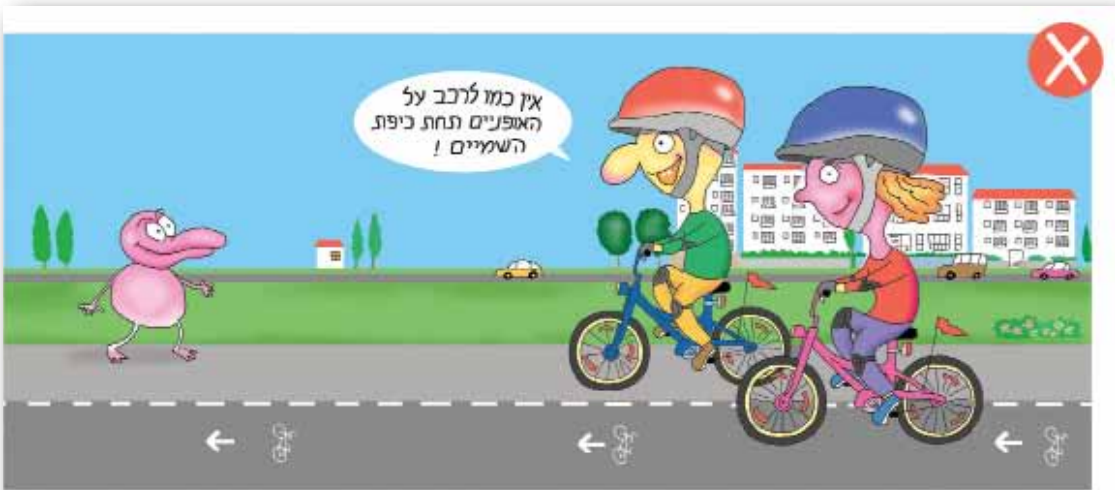 אין כמו לרכב על
האופניים תחת כיפת
השמיים !